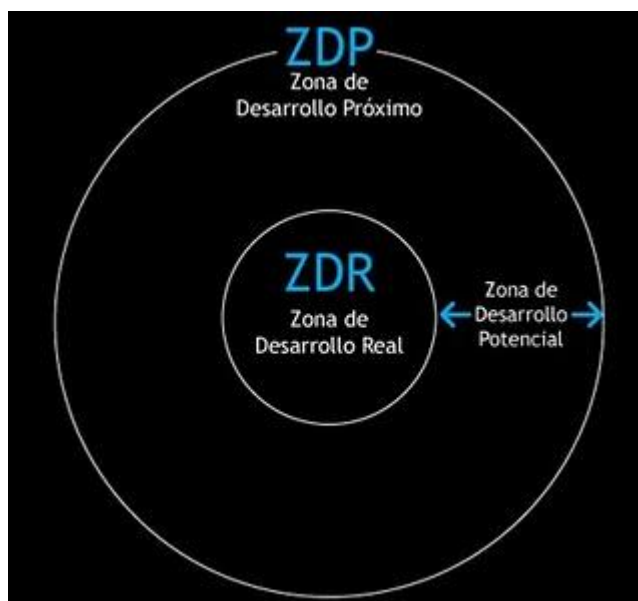 ZDP
Zona de
Desarrollo Próximo
ZDR
Zona de
Desarrollo Real
Zona de
Desarrollo
Potencial